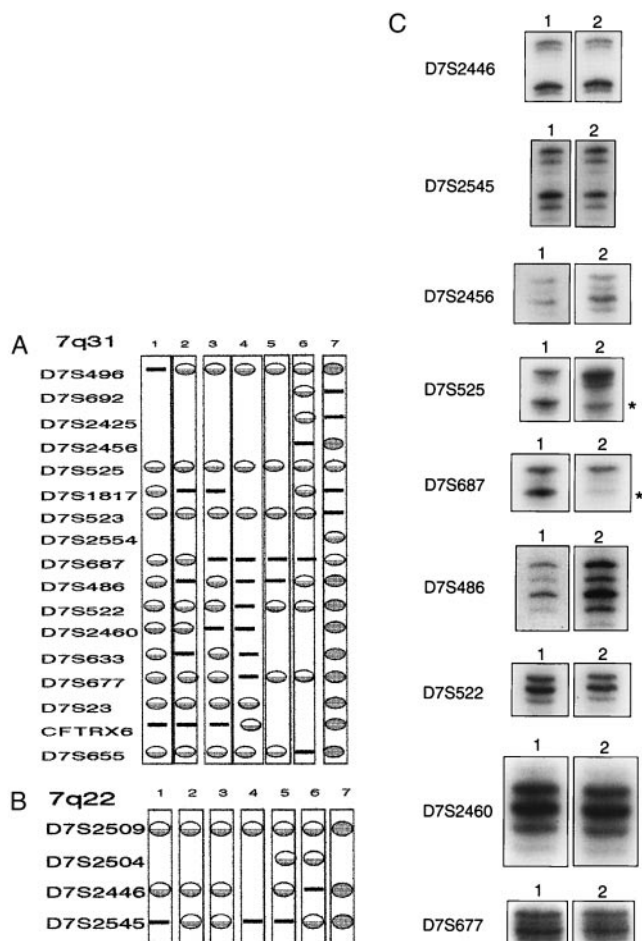 A 7q31
1 2 3 4 5 6 7
D7S496
D7S692
D7S2425
D7S2456
D7S525
D7S1817
D7S523
D7S2554
D7S687
D7S486
D7S522
D7S2460
D7S633
D7S677
D7S23
CFTRX6
D7S655
B 7q22
1 2 3 4 5 6 7
D7S2509
D7S2504
D7S2446
D7S2545
C
1 2
D7S2446
1 2
D7S2545
1 2
D7S2456
1 2
D7S525 *
1 2
D7S687 *
1 2
D7S486
1 2
D7S522
1 2
D7S2460
1 2
D7S677